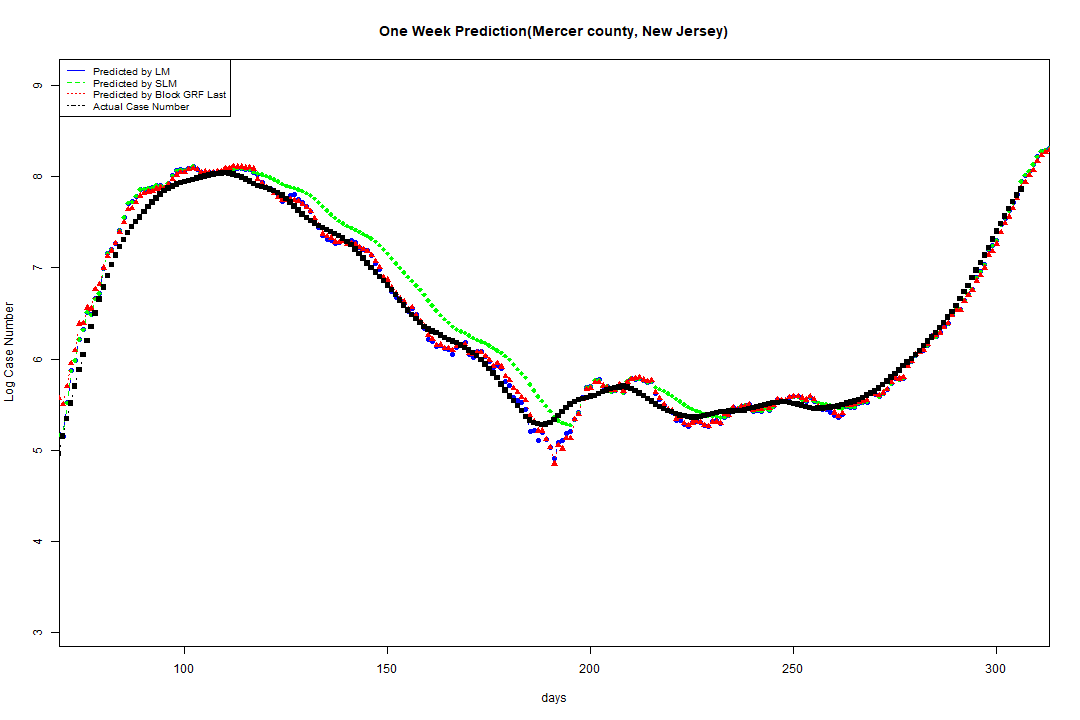 One Week Prediction(Mercer county, New Jersey)
Predicted by LM
Predicted by SLM
Predicted by Block GRF Last
Actual Case Number
9
8
7
6
5
4
3
Log Case Number
100 150 200 250 300
days